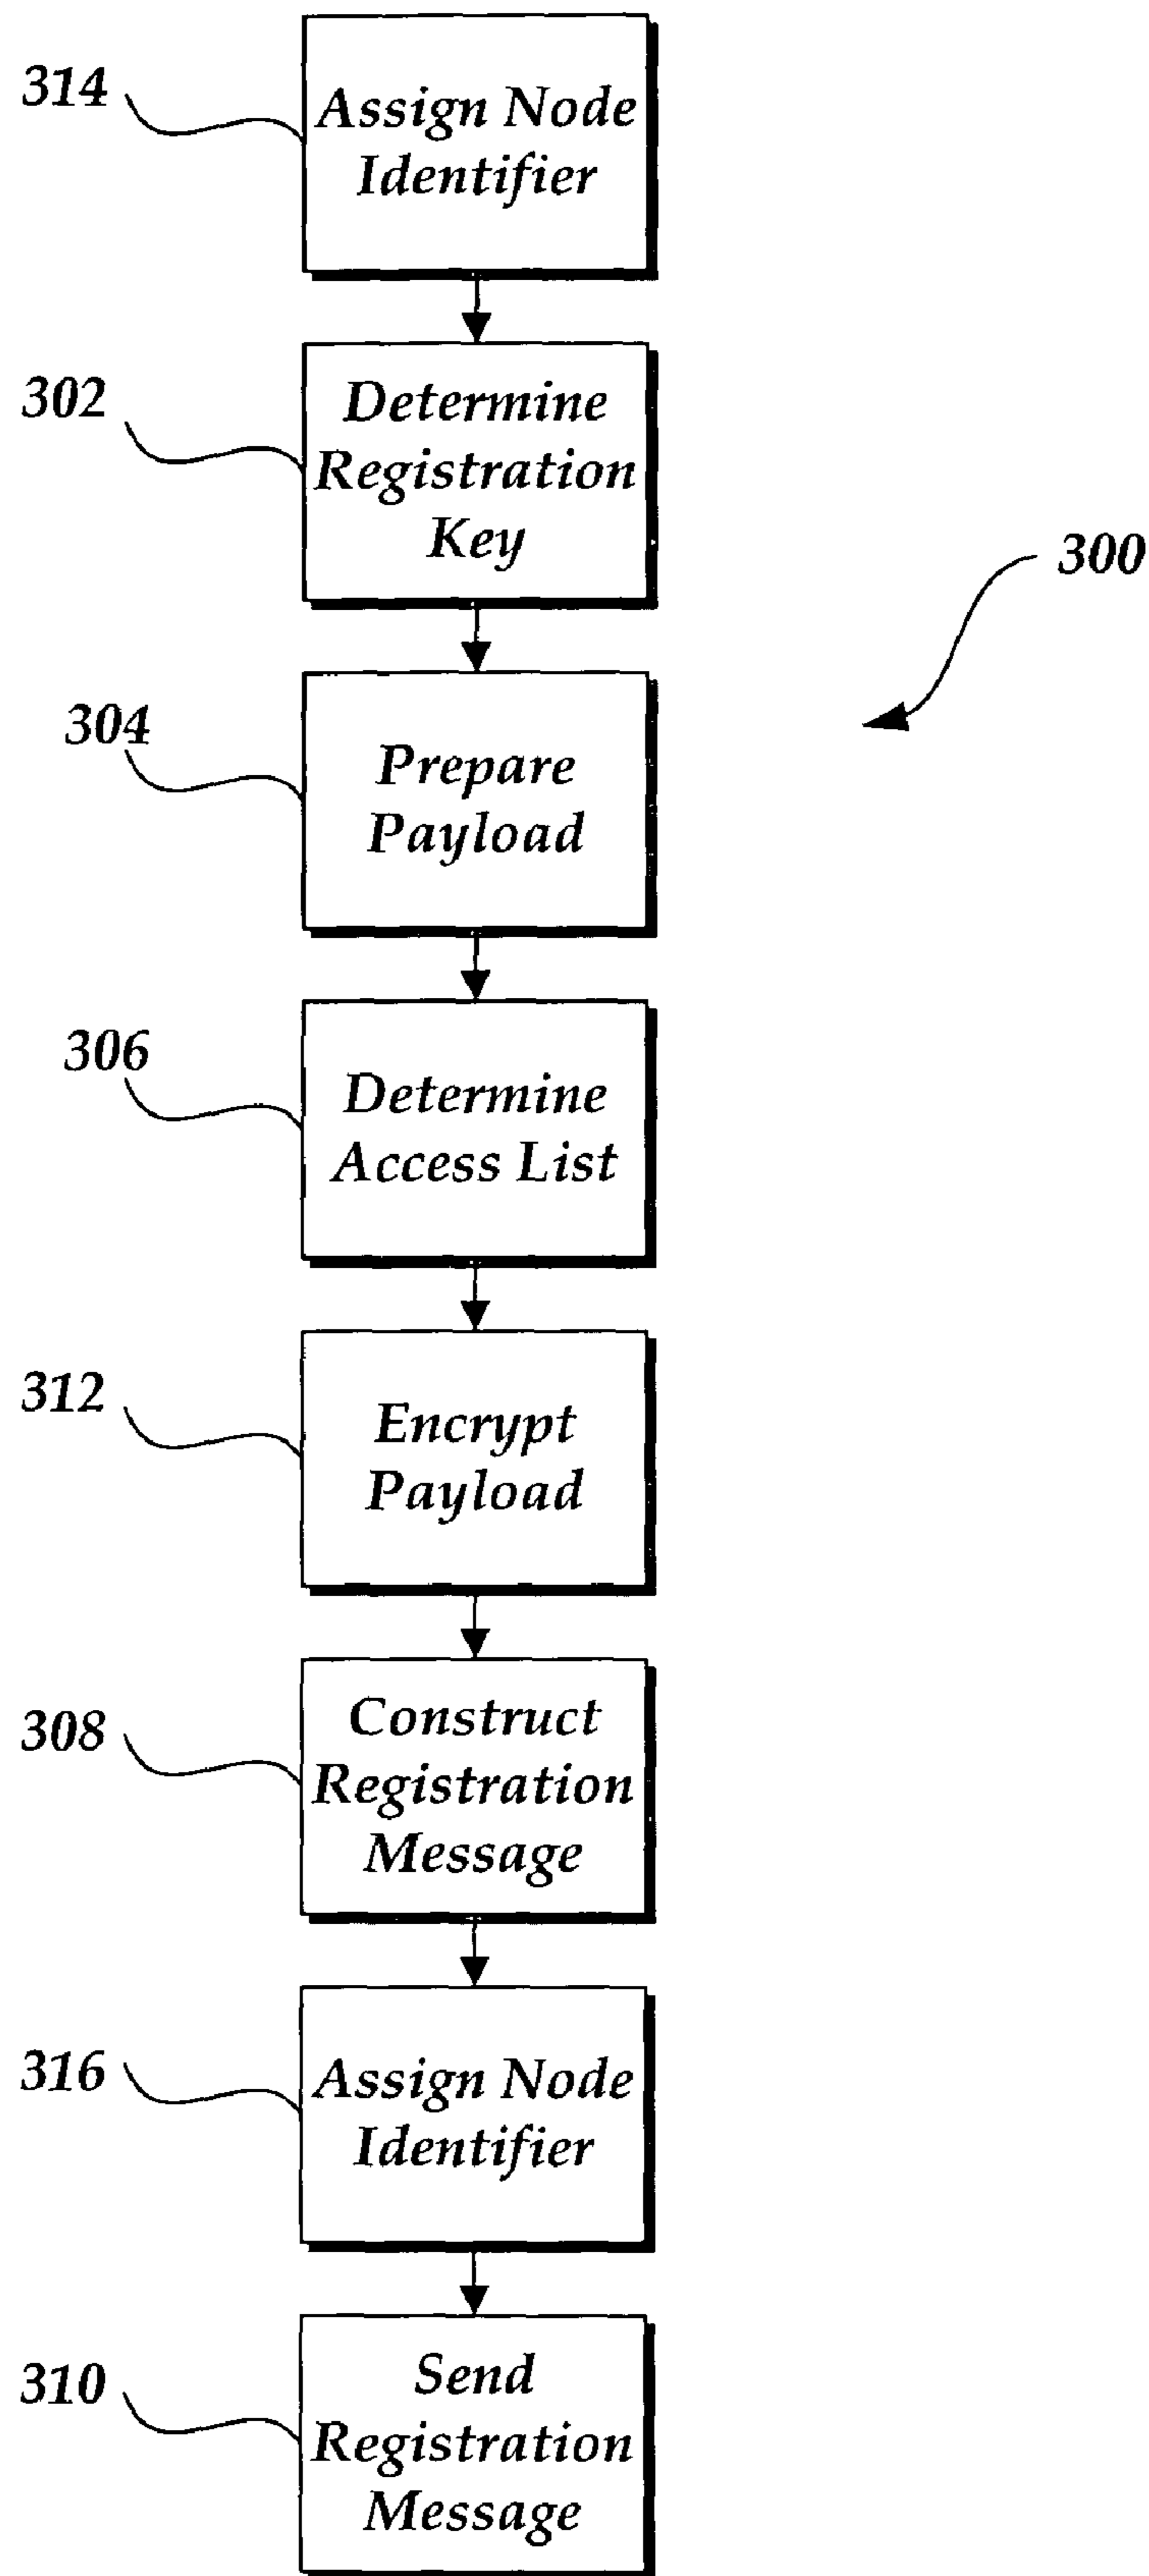 314
Assign Node
Identifier
302
Determine
Registration
Key
300
304
Prepare
Payload
306
Determine
Access List
312
Encrypt
Payload
308
Construct
Registration
Message
316
Assign Node
Identifier
310
Send
Registration
Message